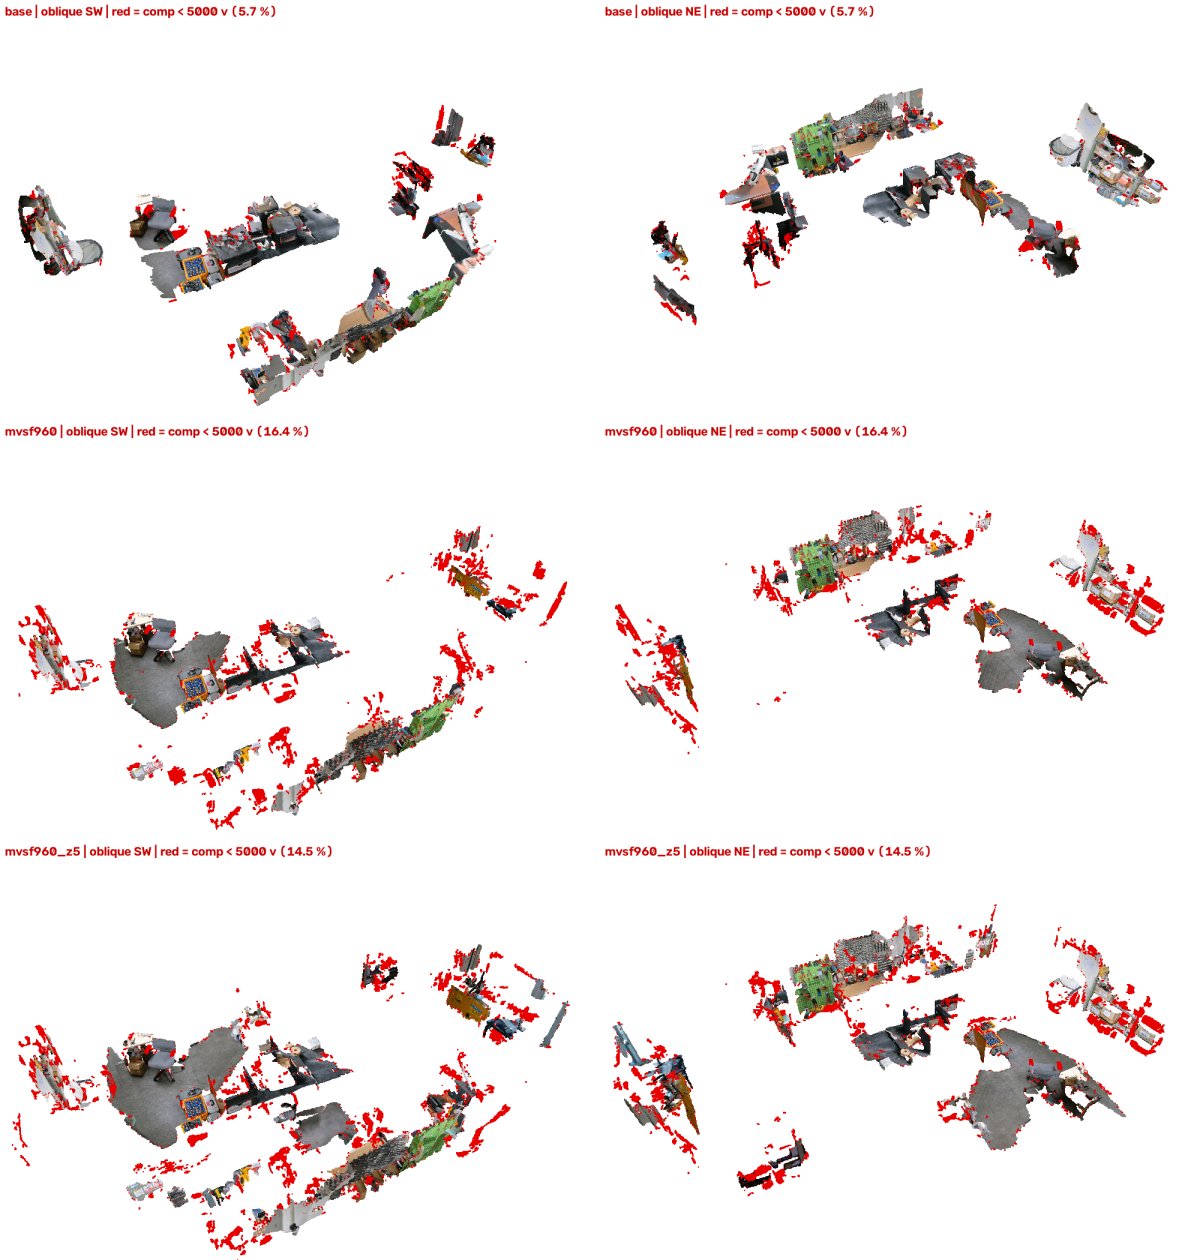 base | oblique SW | red = comp < 5000 v (5.7 %)
base | oblique NE | red = comp < 5000 v (5.7 %)
mvsf960 | oblique SW | red = comp < 5000 v (16.4 %)
mvsf960 | oblique NE | red = comp < 5000 v (16.4 %)
mvsf960_z5 | oblique SW | red = comp < 5000 v (14.5 %)
mvsf960_z5 | oblique NE | red = comp < 5000 v (14.5 %)